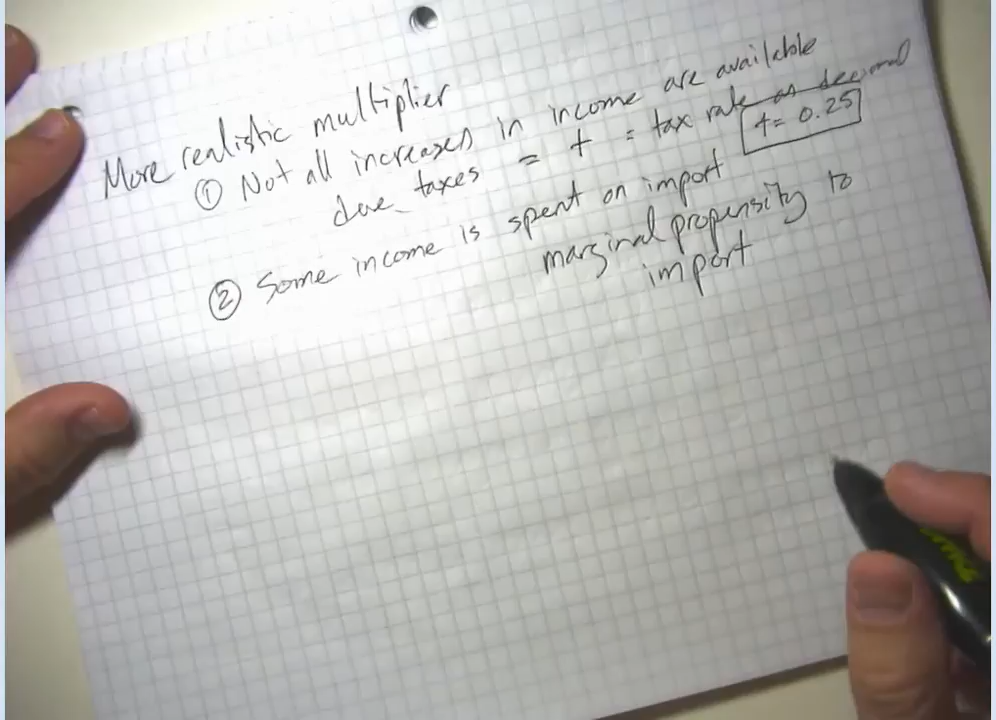 More realistic multiplier
① Not all increases in income are available
due taxes = t = tax rate as decimal
t = 0.25
② Some income is spent on import
marginal propensity to
import